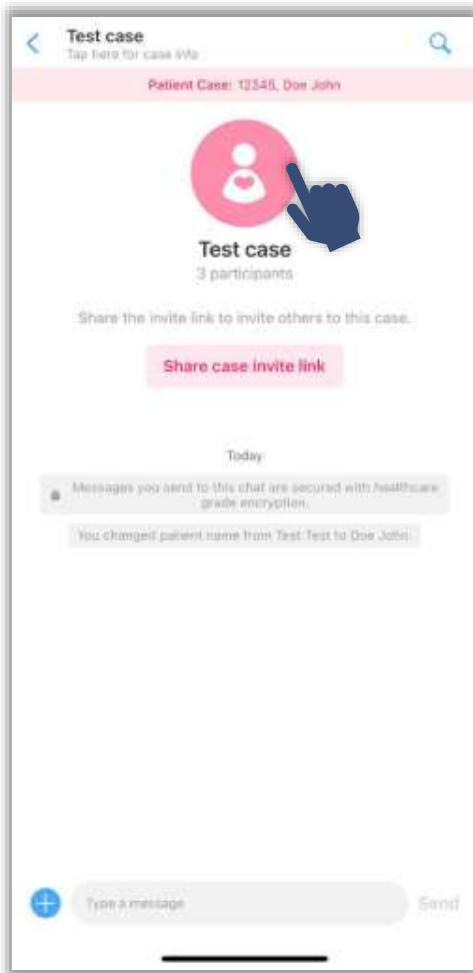 Test case
Tap here for case info
Patient Case: 12345, Doe John
Test case
3 participants
Share the invite link to invite others to this case.
Share case invite link
Today
Messages you send to this chat are secured with healthcare
grade encryption.
You changed patient name from Test Test to Doe John.
Type a message
Send